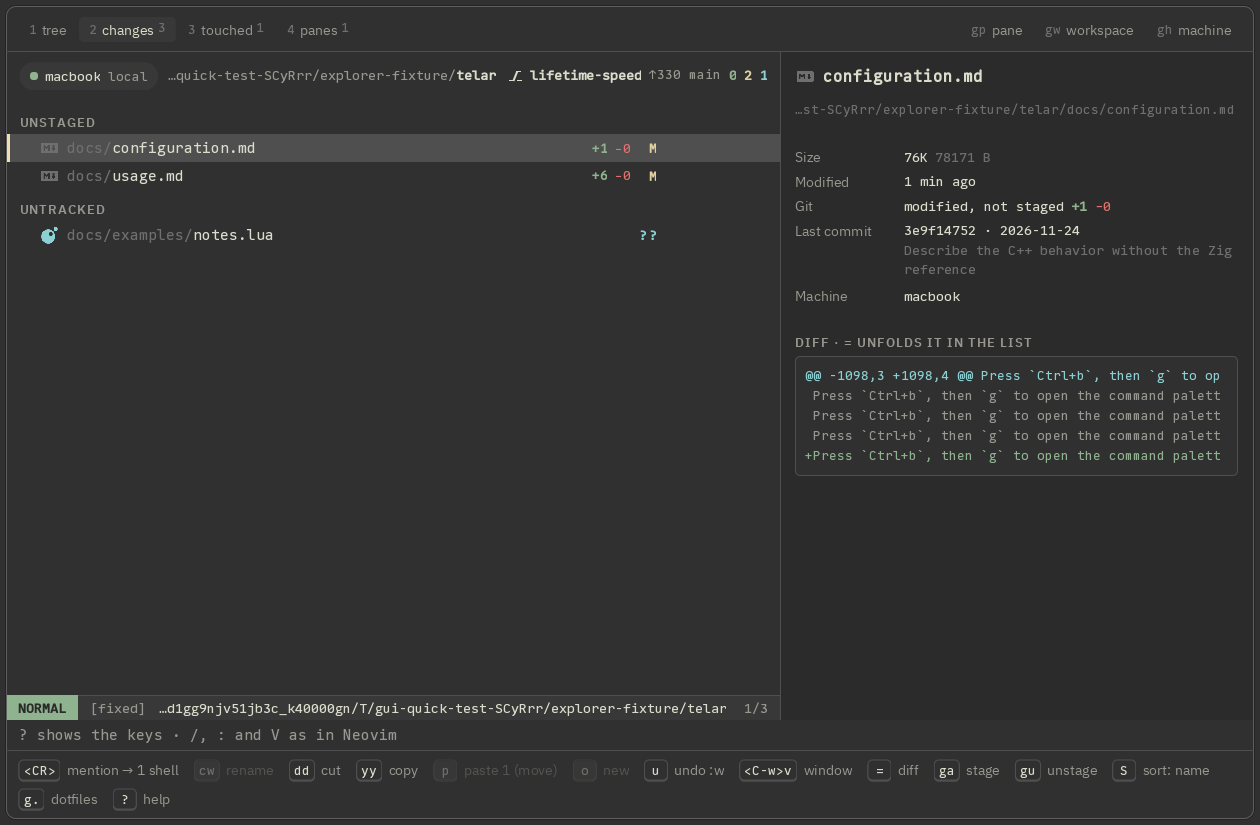 1 tree 2 changes 3 3 touched 1 4 panes 1 gp pane gw workspace gh machine
macbook local …quick-test-SCyRrr/explorer-fixture/telar lifetime-speed ↑330 main 0 2 1
UNSTAGED
docs/configuration.md +1 -0 M
docs/usage.md +6 -0 M
UNTRACKED
docs/examples/notes.lua ??
configuration.md
…st-SCyRrr/explorer-fixture/telar/docs/configuration.md
Size 76K 78171 B
Modified 1 min ago
Git modified, not staged +1 -0
Last commit 3e9f14752 · 2026-11-24
Describe the C++ behavior without the Zig
reference
Machine macbook
DIFF · = UNFOLDS IT IN THE LIST
@@ -1098,3 +1098,4 @@ Press `Ctrl+b`, then `g` to op
Press `Ctrl+b`, then `g` to open the command palett
Press `Ctrl+b`, then `g` to open the command palett
Press `Ctrl+b`, then `g` to open the command palett
+Press `Ctrl+b`, then `g` to open the command palett
NORMAL [fixed] …d1gg9njv51jb3c_k40000gn/T/gui-quick-test-SCyRrr/explorer-fixture/telar 1/3
? shows the keys · /, : and V as in Neovim
<CR> mention → 1 shell cw rename dd cut yy copy p paste 1 (move) o new u undo :w <C-w>v window = diff ga stage gu unstage S sort: name
g. dotfiles ? help